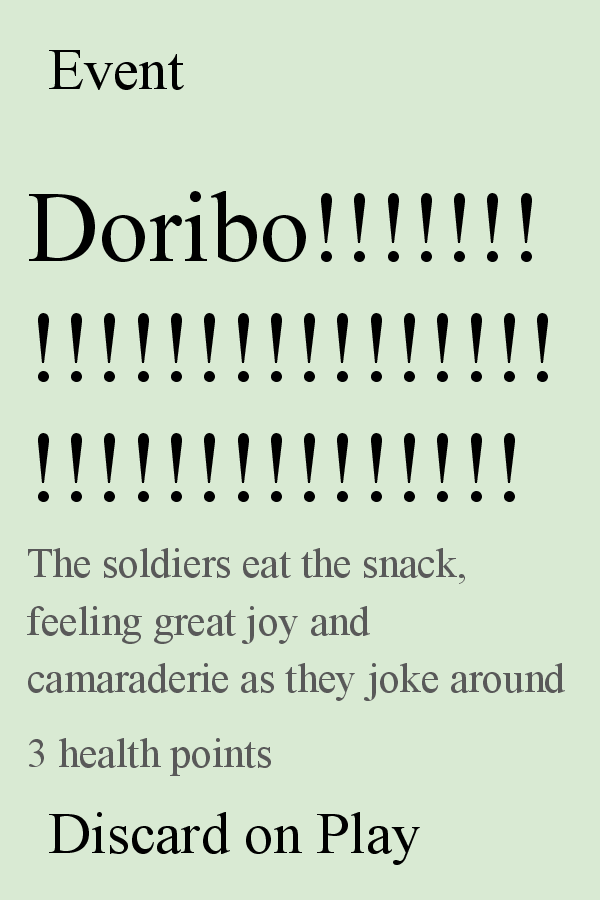 Event
Doribo!!!!!!!
!!!!!!!!!!!!!!!!
!!!!!!!!!!!!!!!
The soldiers eat the snack,
feeling great joy and
camaraderie as they joke around
3 health points
Discard on Play